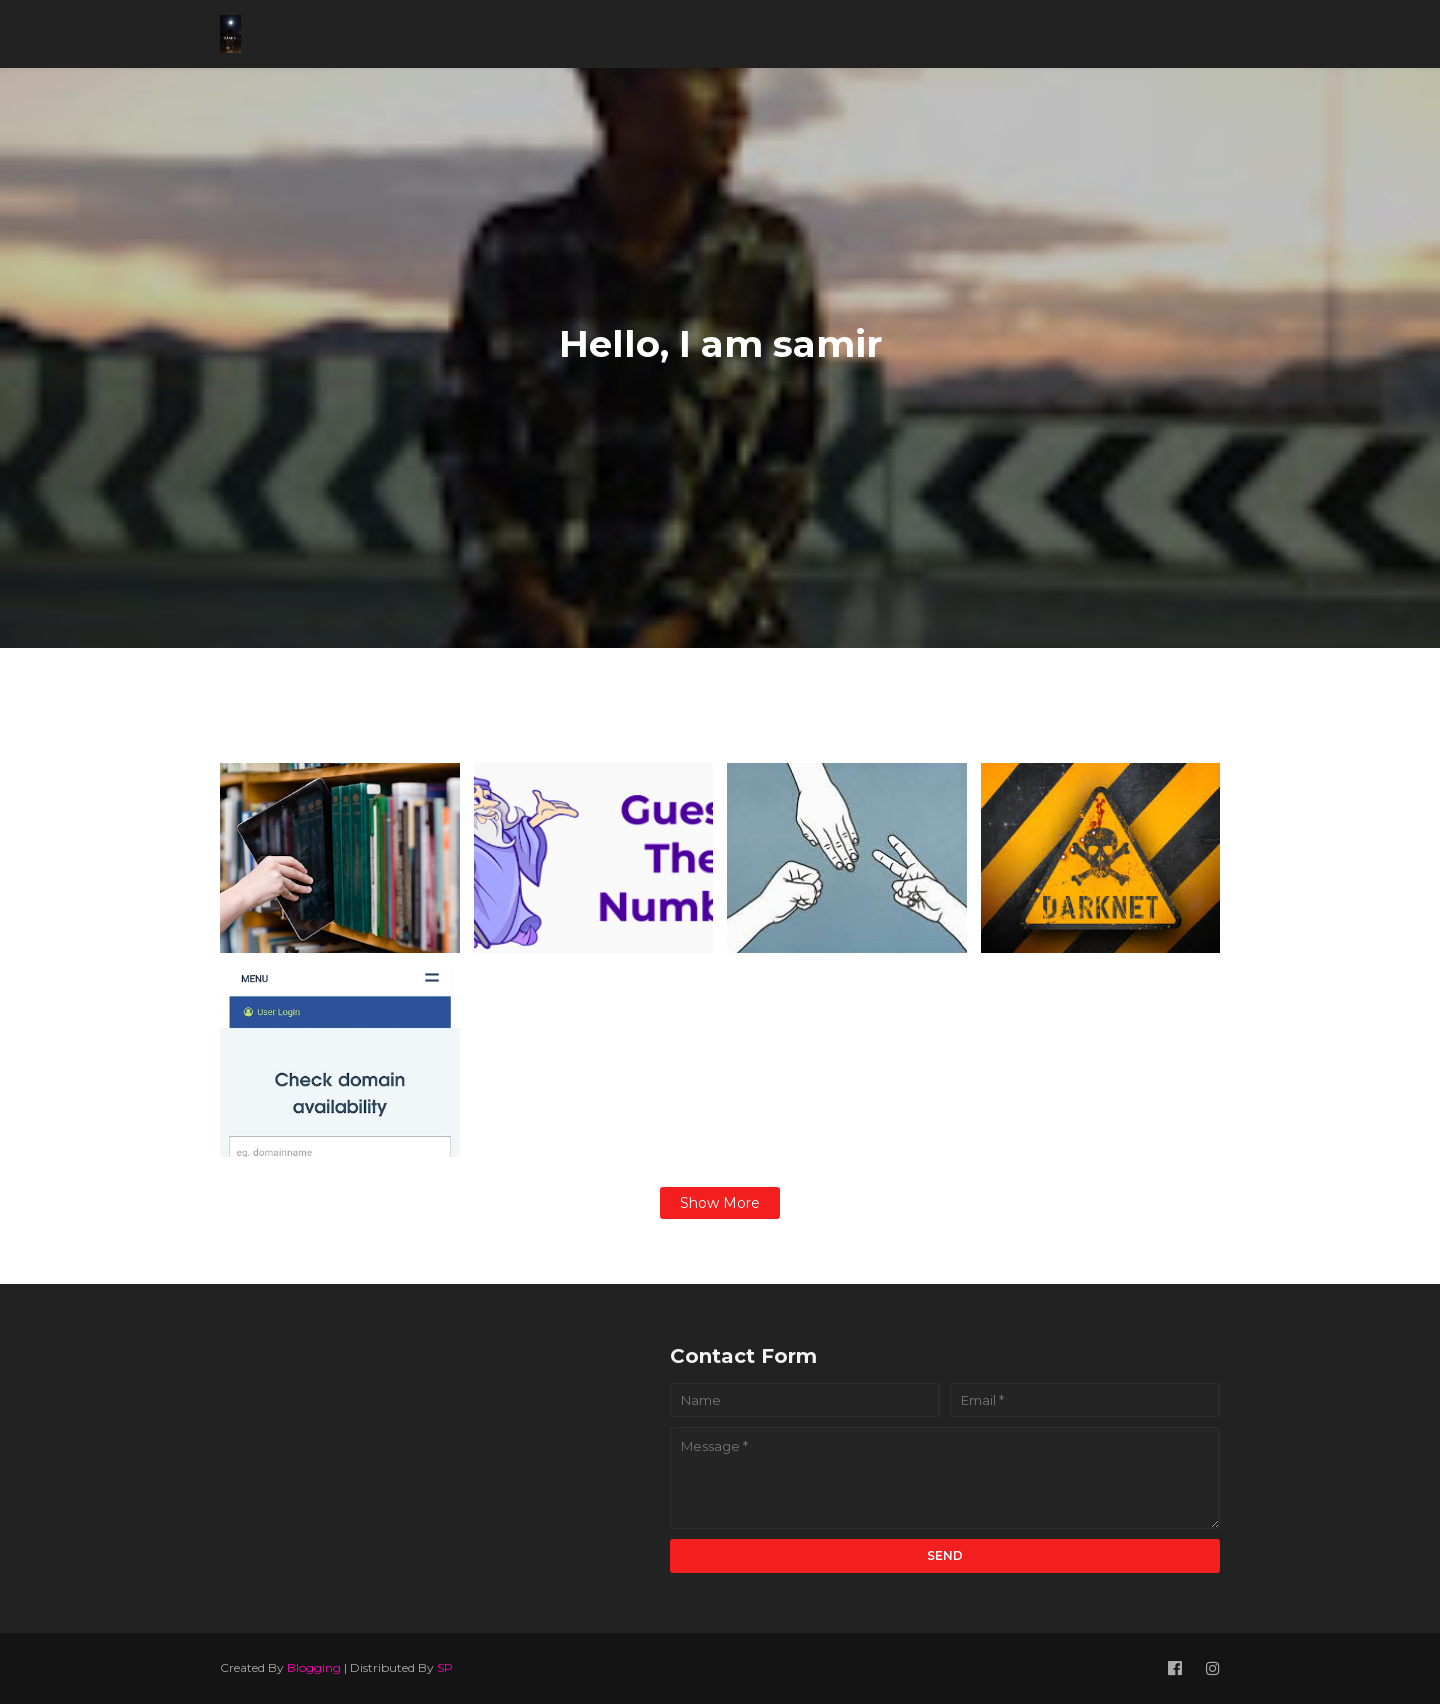 Hello, I am samir
Gues
The
Numb
DARKNET
MENU
User Login
Check domain
availability
eg. domainname
Show More
Contact Form
Name
Email *
Message *
SEND
Created By Blogging | Distributed By SP